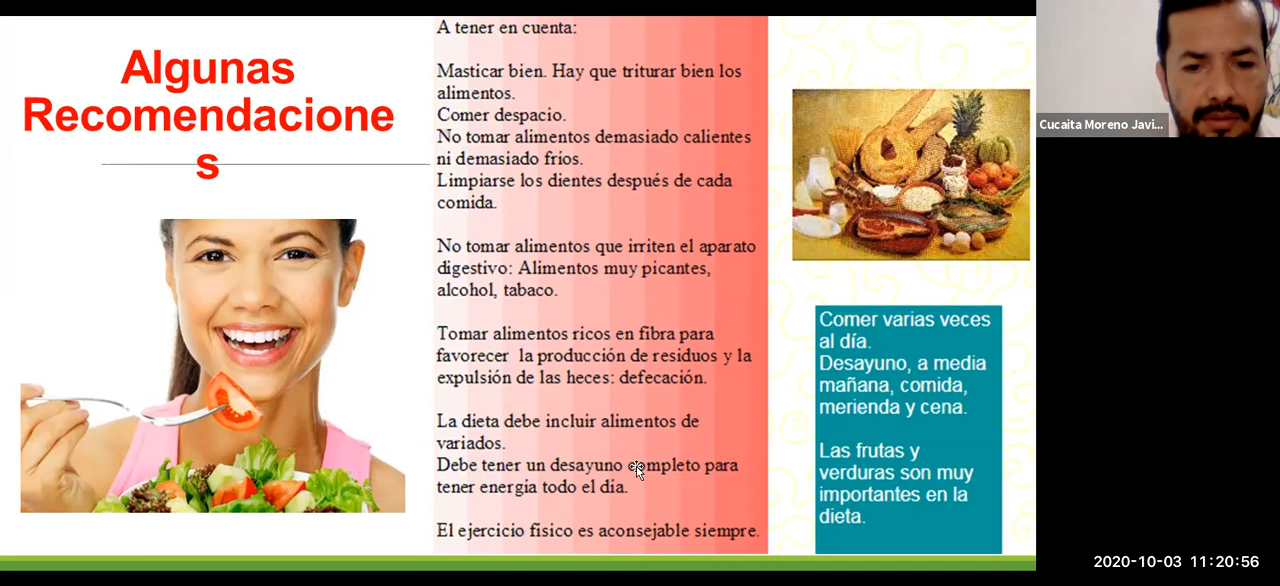 Algunas
Recomendacione
s
A tener en cuenta:
Masticar bien. Hay que triturar bien los
alimentos.
Comer despacio.
No tomar alimentos demasiado calientes
ni demasiado frios.
Limpiarse los dientes después de cada
comida.
No tomar alimentos que irriten el aparato
digestivo: Alimentos muy picantes,
alcohol, tabaco.
Tomar alimentos ricos en fibra para
favorecer la producción de residuos y la
expulsión de las heces: defecación.
La dieta debe incluir alimentos de
variados.
Debe tener un desayuno completo para
tener energia todo el día.
El ejercicio físico es aconsejable siempre.
Comer varias veces
al día.
Desayuno, a media
mañana, comida,
merienda y cena.
Las frutas y
verduras son muy
importantes en la
dieta.
Cucaita Moreno Javi...
2020-10-03 11:20:56